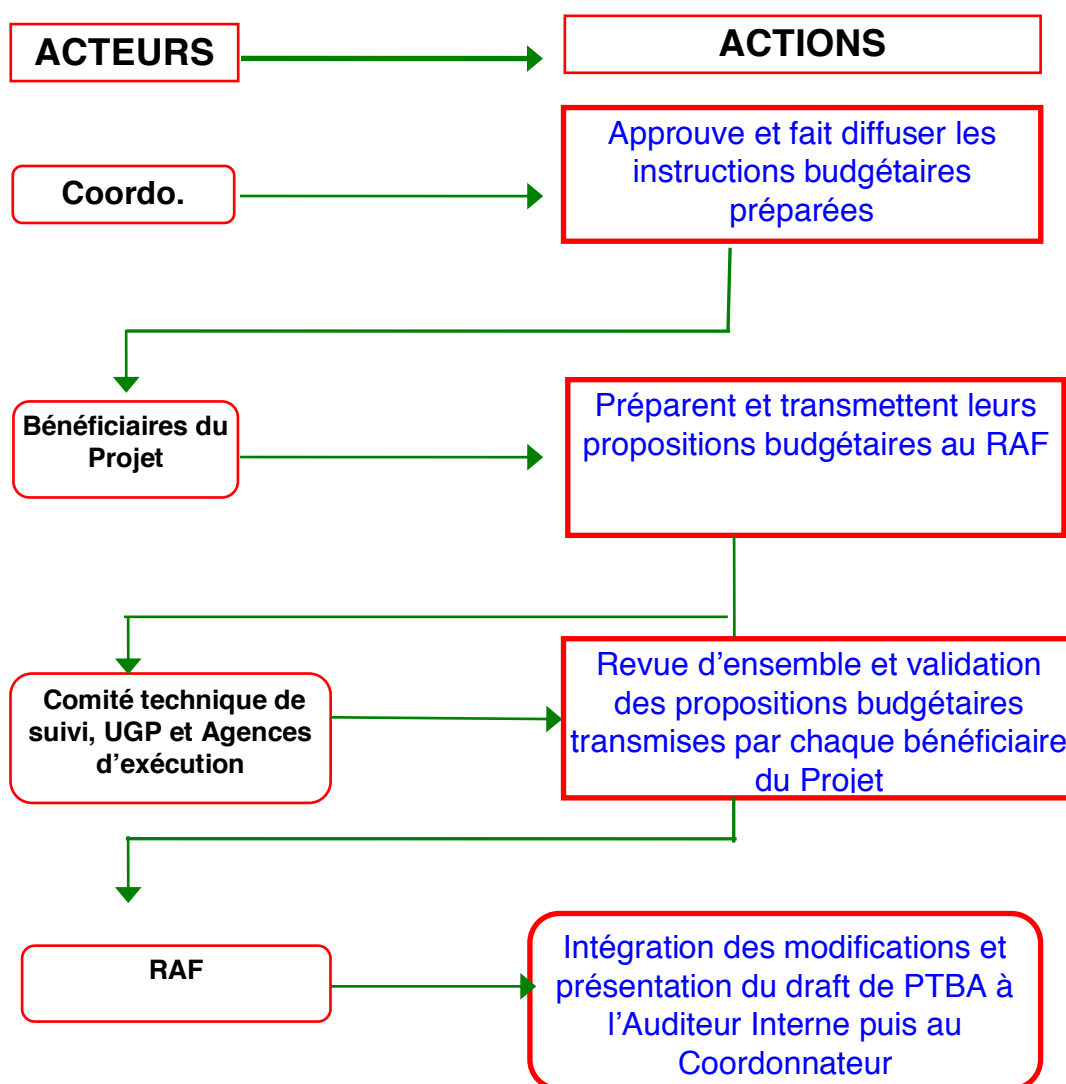 ACTEURS
ACTIONS
Coordo.
Approuve et fait diffuser les
instructions budgétaires
préparées
Bénéficiaires du
Projet
Préparent et transmettent leurs
propositions budgétaires au RAF
Comité technique de
suivi, UGP et Agences
d’exécution
Revue d’ensemble et validation
des propositions budgétaires
transmises par chaque bénéficiaire
du Projet
RAF
Intégration des modifications et
présentation du draft de PTBA à
l’Auditeur Interne puis au
Coordonnateur